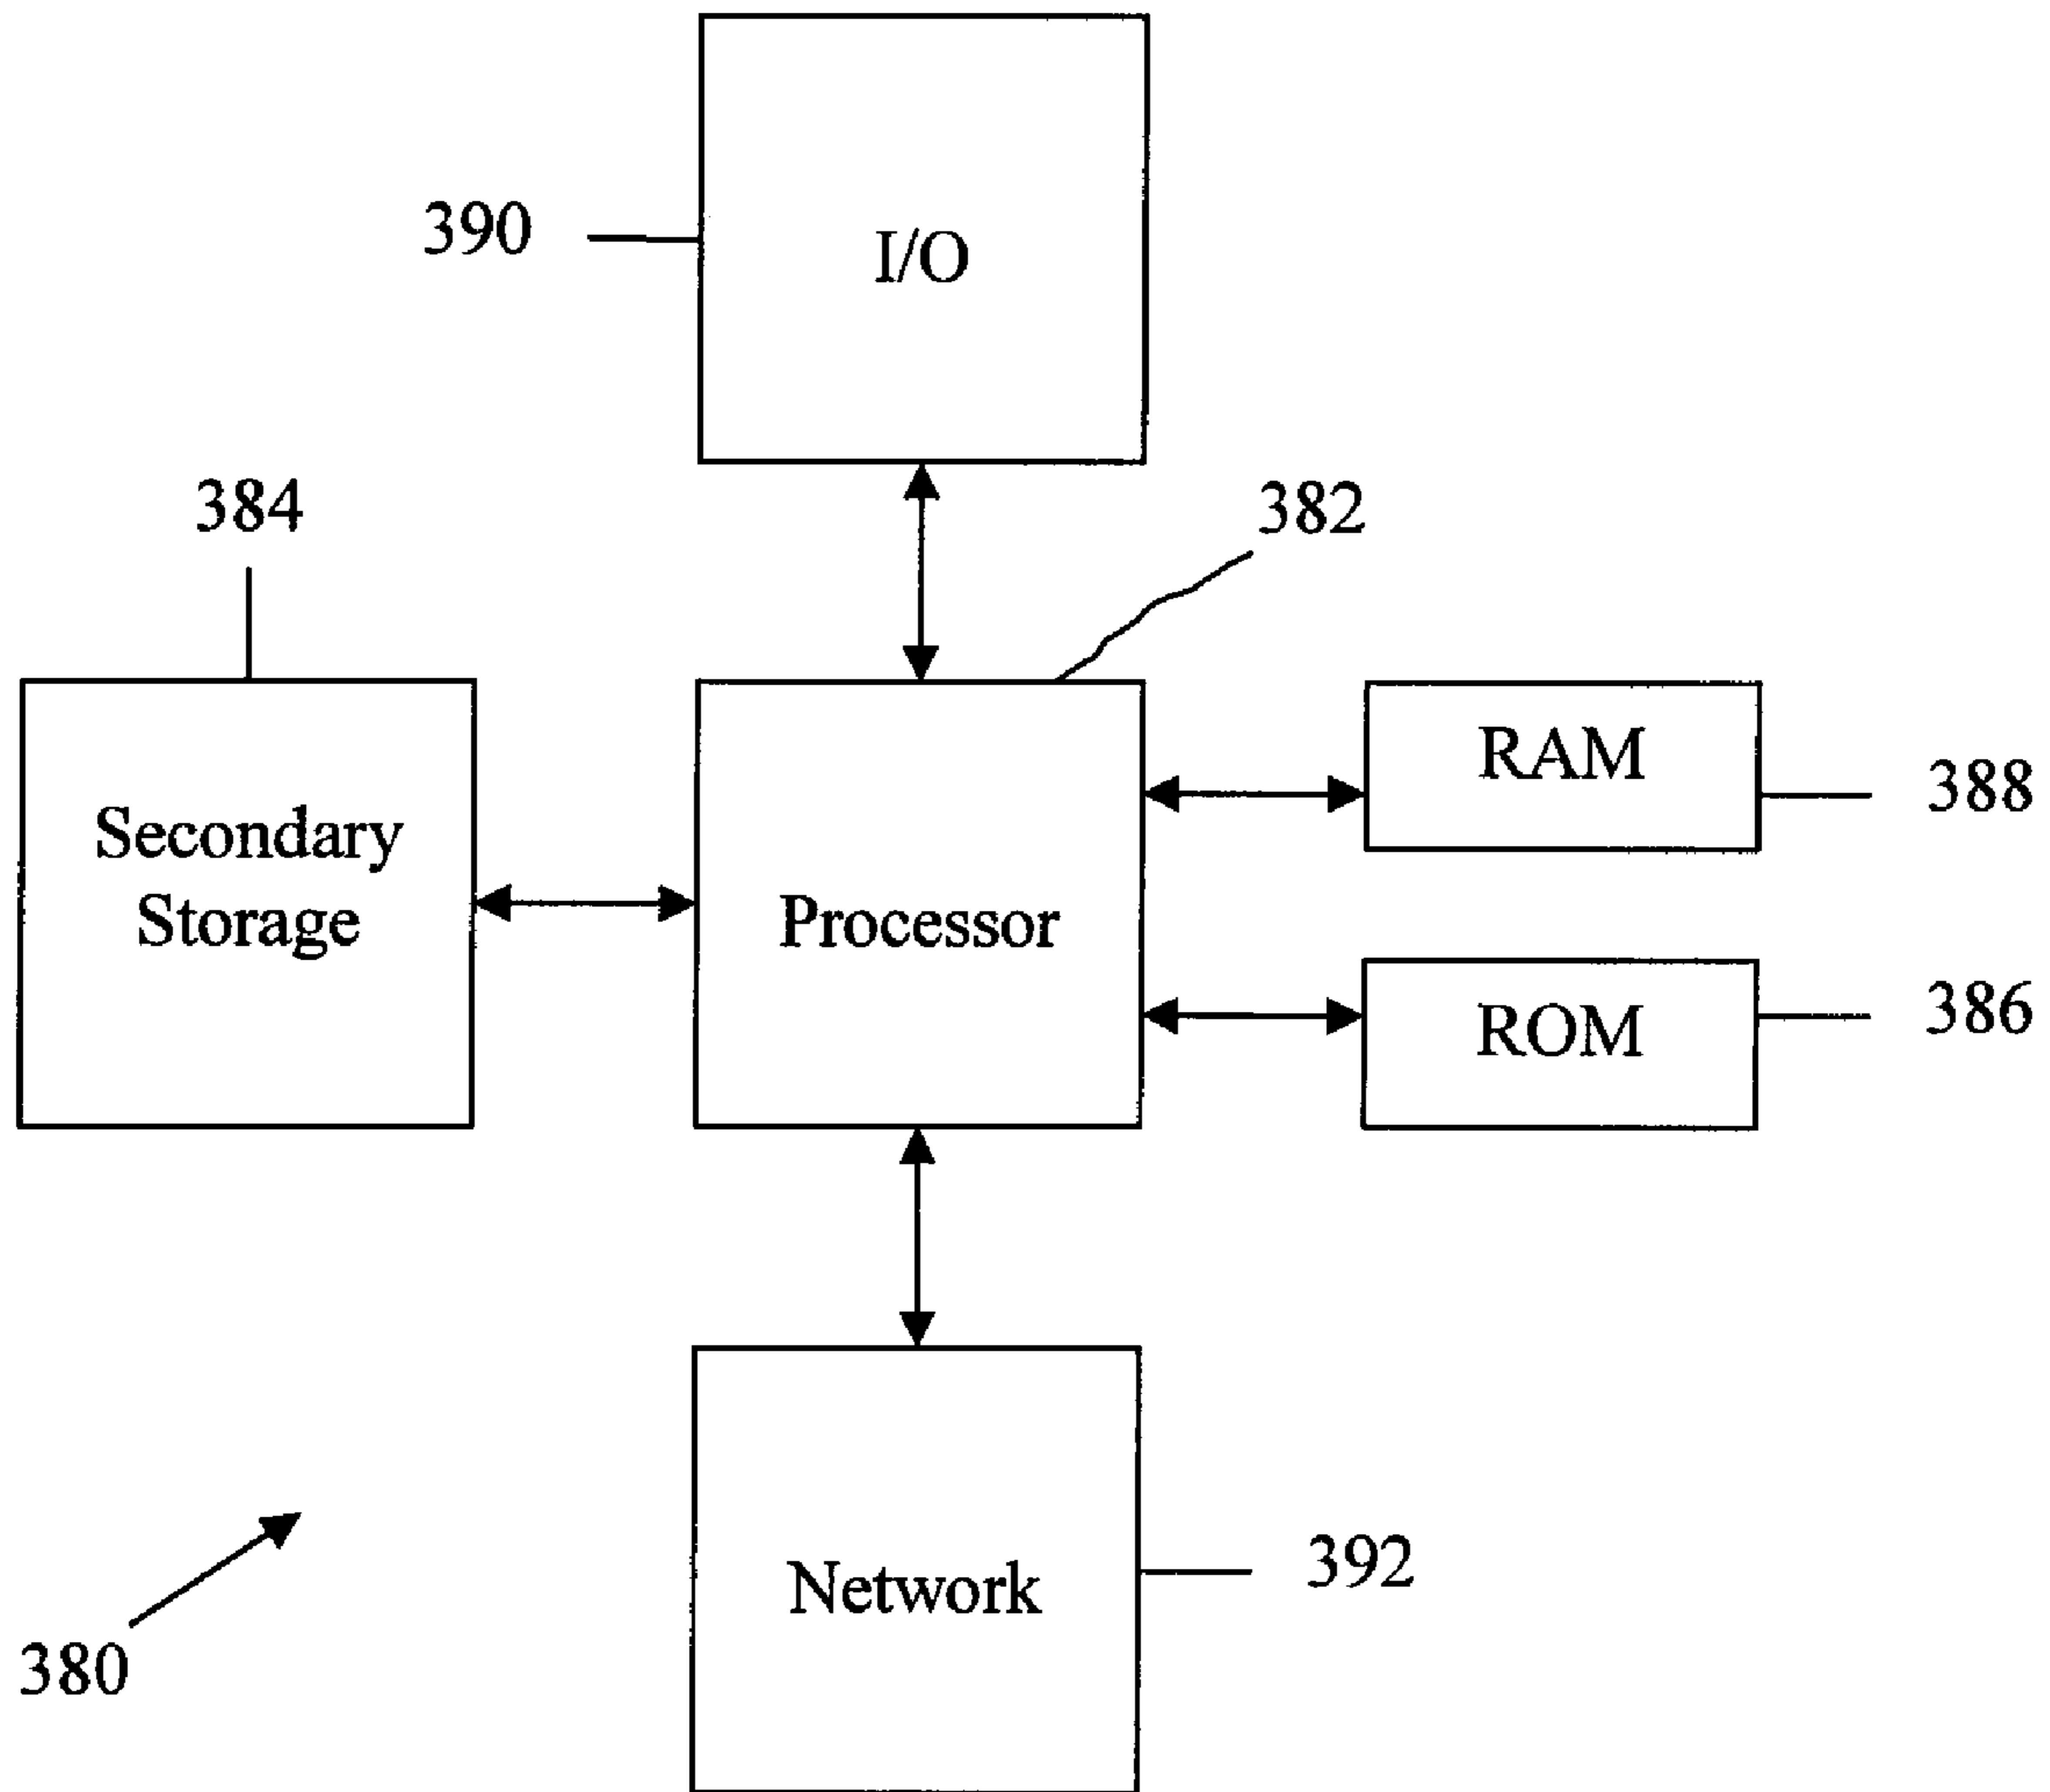 390
I/O
384
382
RAM
388
Secondary
Storage
Processor
ROM
386
Network
392
380